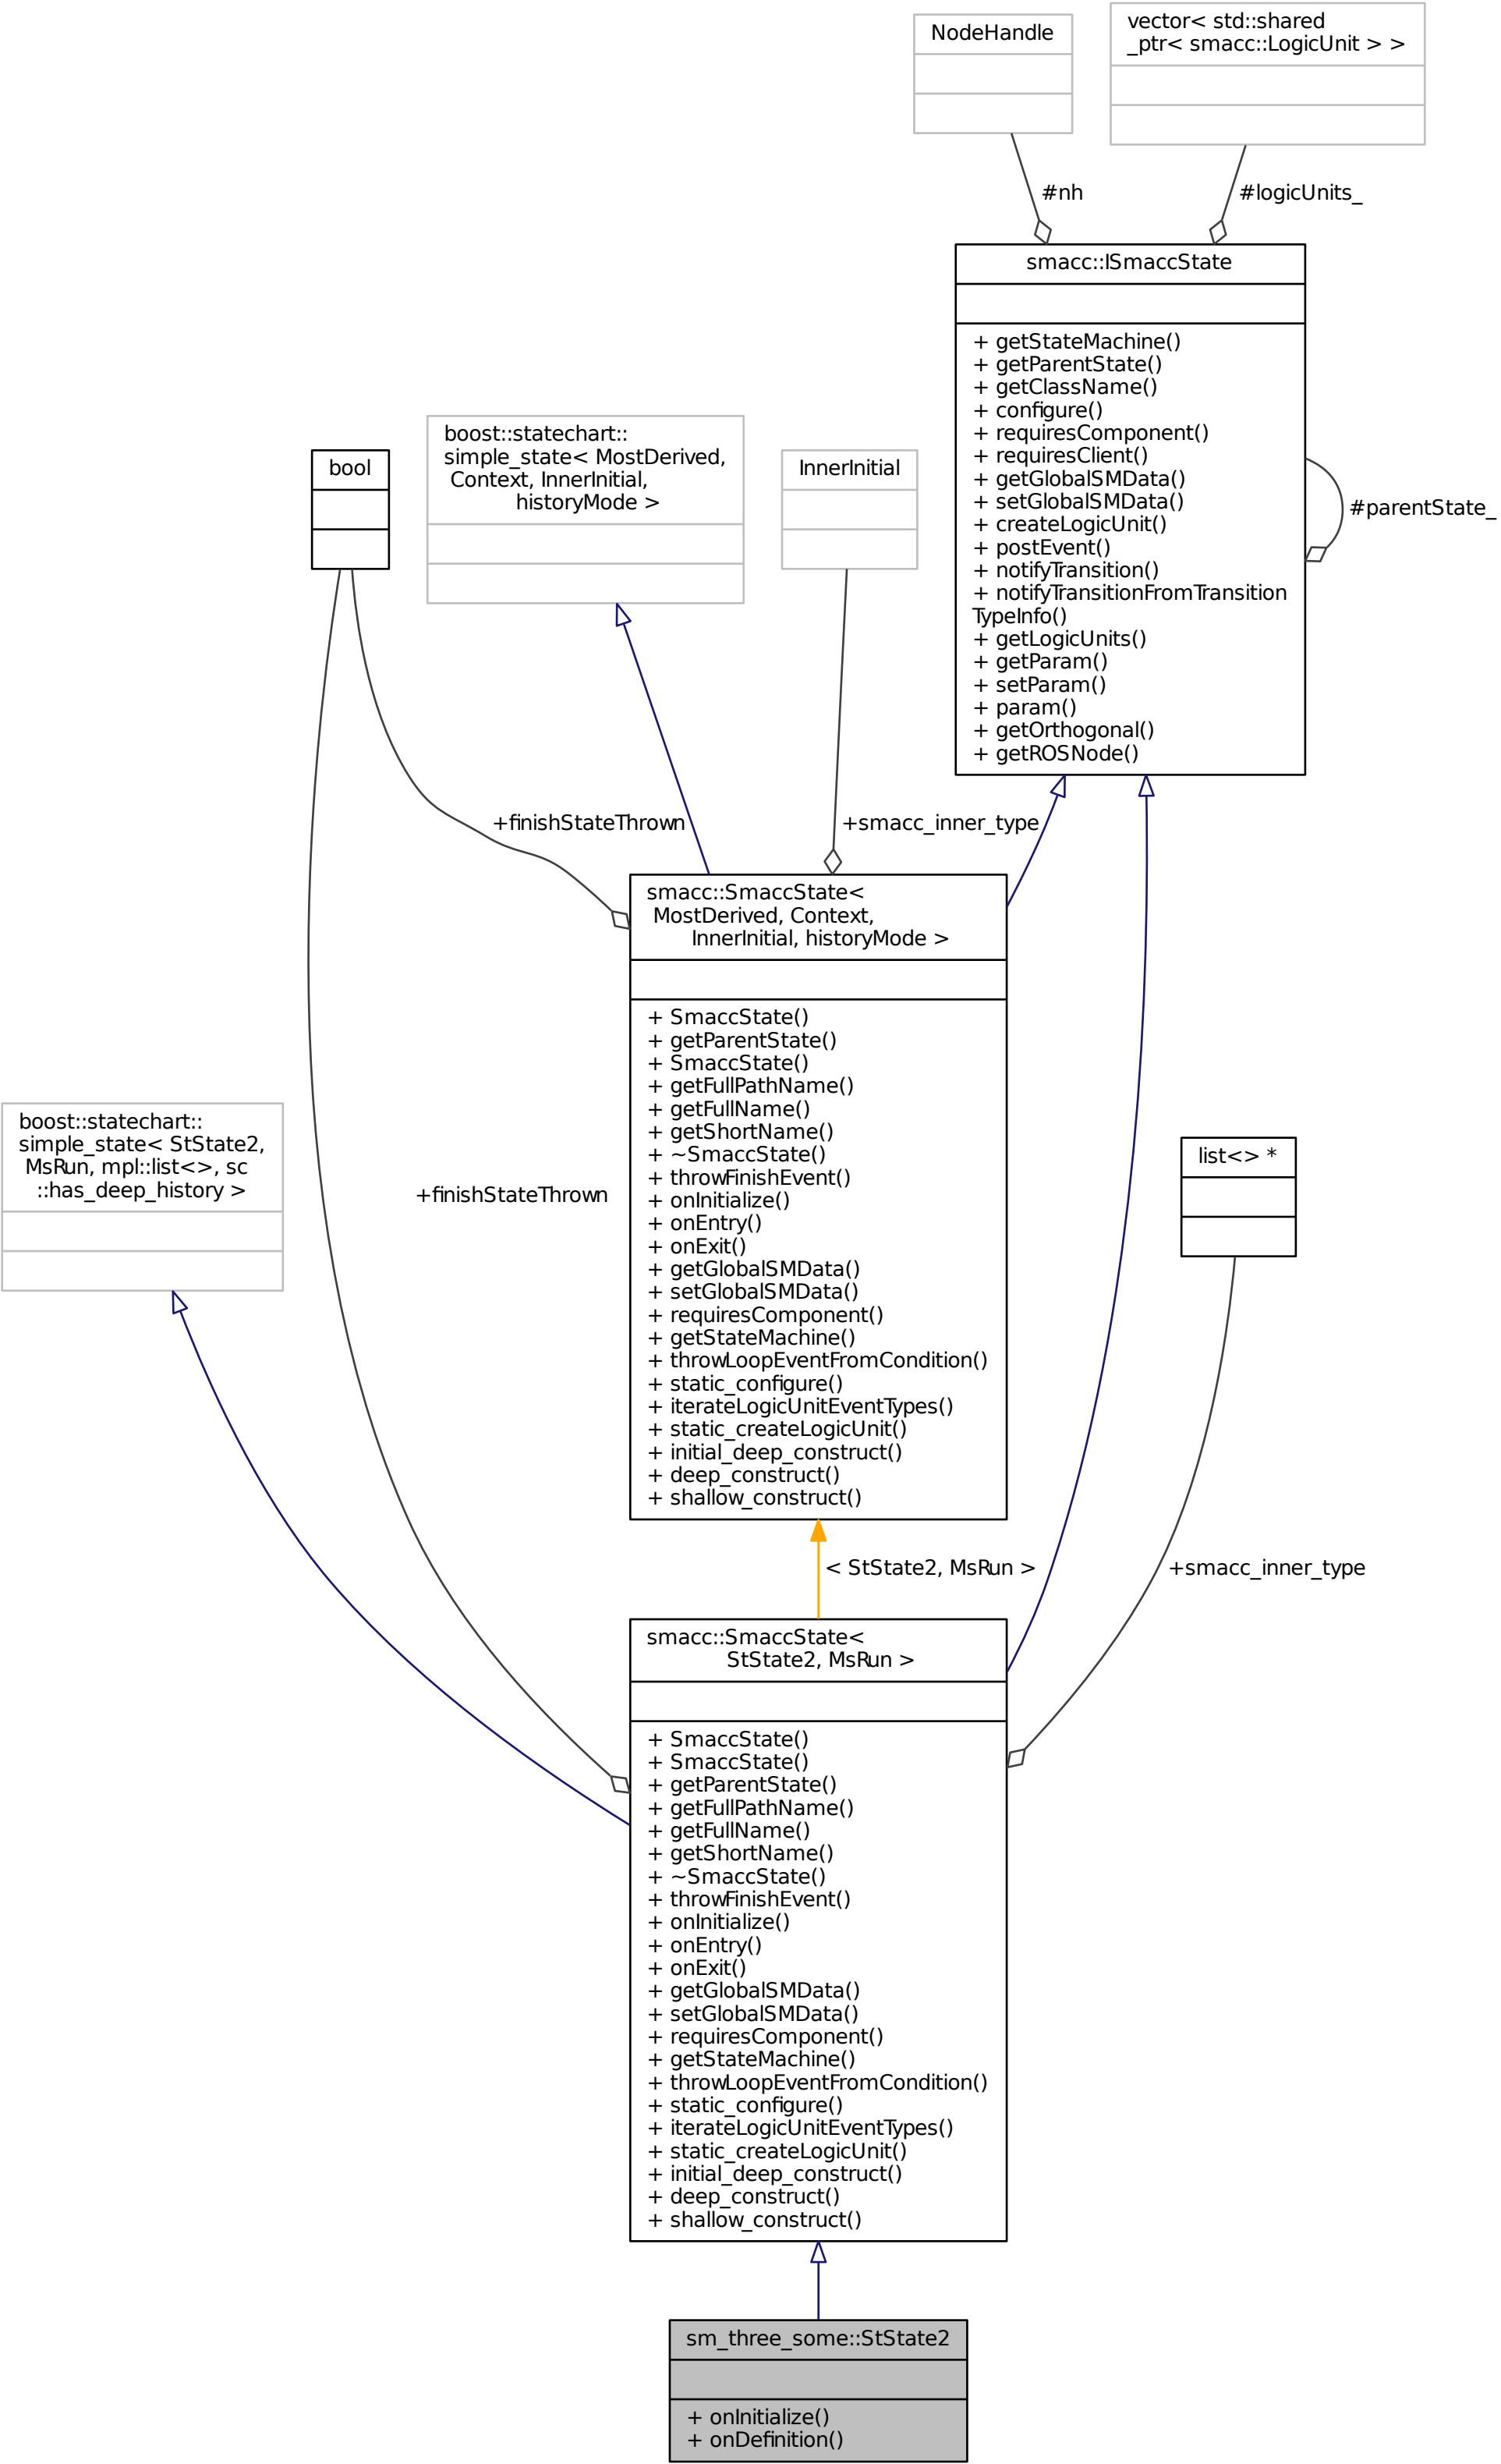 NodeHandle
vector< std::shared
_ptr< smacc::LogicUnit > >
#nh
#logicUnits_
smacc::ISmaccState
+ getStateMachine()
+ getParentState()
+ getClassName()
+ configure()
+ requiresComponent()
+ requiresClient()
+ getGlobalSMData()
+ setGlobalSMData()
+ createLogicUnit()
+ postEvent()
+ notifyTransition()
+ notifyTransitionFromTransition
TypeInfo()
+ getLogicUnits()
+ getParam()
+ setParam()
+ param()
+ getOrthogonal()
+ getROSNode()
#parentState_
bool
boost::statechart::
simple_state< MostDerived,
Context, InnerInitial,
historyMode >
InnerInitial
+finishStateThrown
+smacc_inner_type
smacc::SmaccState<
MostDerived, Context,
InnerInitial, historyMode >
+ SmaccState()
+ getParentState()
+ SmaccState()
+ getFullPathName()
+ getFullName()
+ getShortName()
+ ~SmaccState()
+ throwFinishEvent()
+ onInitialize()
+ onEntry()
+ onExit()
+ getGlobalSMData()
+ setGlobalSMData()
+ requiresComponent()
+ getStateMachine()
+ throwLoopEventFromCondition()
+ static_configure()
+ iterateLogicUnitEventTypes()
+ static_createLogicUnit()
+ initial_deep_construct()
+ deep_construct()
+ shallow_construct()
boost::statechart::
simple_state< StState2,
MsRun, mpl::list<>, sc
::has_deep_history >
+finishStateThrown
list<> *
< StState2, MsRun >
+smacc_inner_type
smacc::SmaccState<
StState2, MsRun >
+ SmaccState()
+ SmaccState()
+ getParentState()
+ getFullPathName()
+ getFullName()
+ getShortName()
+ ~SmaccState()
+ throwFinishEvent()
+ onInitialize()
+ onEntry()
+ onExit()
+ getGlobalSMData()
+ setGlobalSMData()
+ requiresComponent()
+ getStateMachine()
+ throwLoopEventFromCondition()
+ static_configure()
+ iterateLogicUnitEventTypes()
+ static_createLogicUnit()
+ initial_deep_construct()
+ deep_construct()
+ shallow_construct()
sm_three_some::StState2
+ onInitialize()
+ onDefinition()